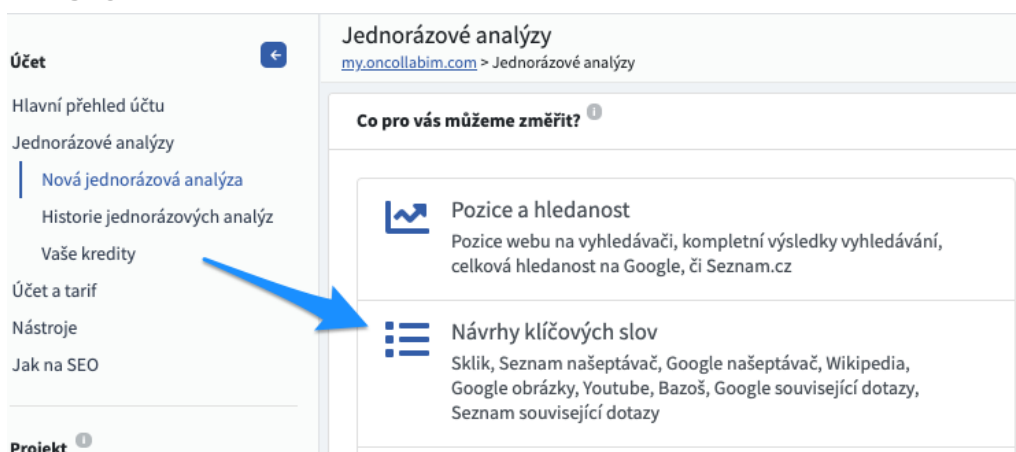 Účet
Hlavní přehled účtu
Jednorázové analýzy
Nová jednorázová analýza
Historie jednorázových analýz
Vaše kredity
Účet a tarif
Nástroje
Jak na SEO
Projekt
Jednorázové analýzy
my.oncollabim.com > Jednorázové analýzy
Co pro vás můžeme změřit?
Pozice a hledanost
Pozice webu na vyhledávači, kompletní výsledky vyhledávání,
celková hledanost na Google, či Seznam.cz
Návrhy klíčových slov
Sklik, Seznam našeptávač, Google našeptávač, Wikipedia,
Google obrázky, Youtube, Bazoš, Google související dotazy,
Seznam související dotazy